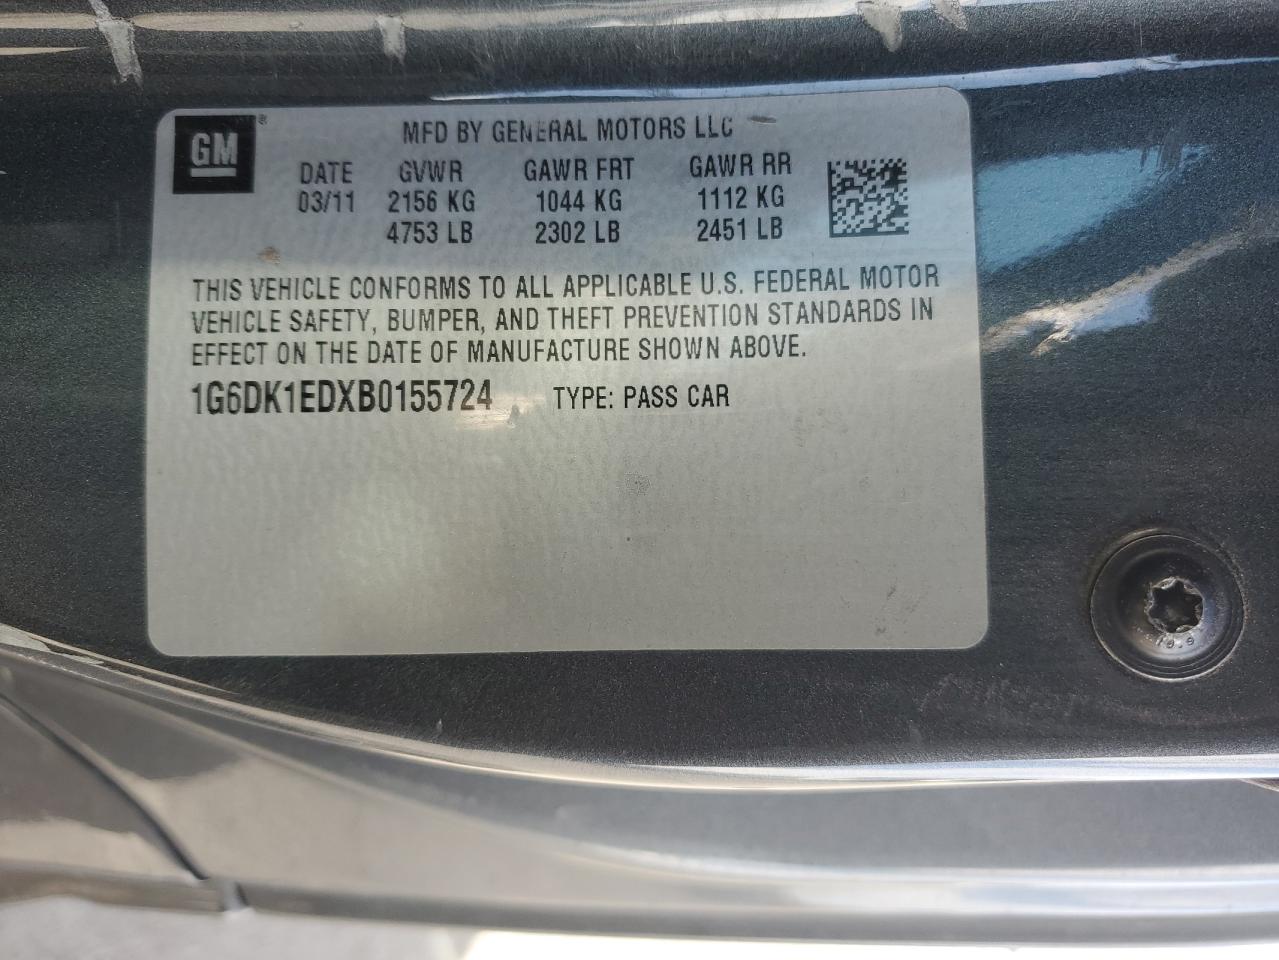 GM ®
MFD BY GENERAL MOTORS LLC
DATE GVWR GAWR FRT GAWR RR
03/11 2156 KG 1044 KG 1112 KG
4753 LB 2302 LB 2451 LB
THIS VEHICLE CONFORMS TO ALL APPLICABLE U.S. FEDERAL MOTOR
VEHICLE SAFETY, BUMPER, AND THEFT PREVENTION STANDARDS IN
EFFECT ON THE DATE OF MANUFACTURE SHOWN ABOVE.
1G6DK1EDXB0155724 TYPE: PASS CAR